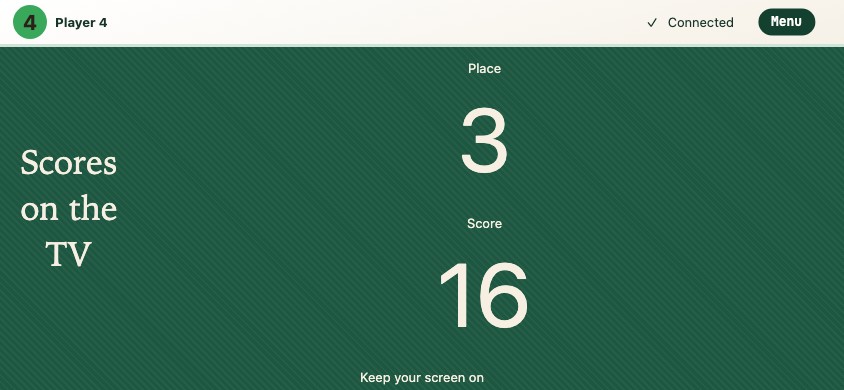 4 Player 4
✓ Connected
Menu
Scores
on the
TV
Place
3
Score
16
Keep your screen on